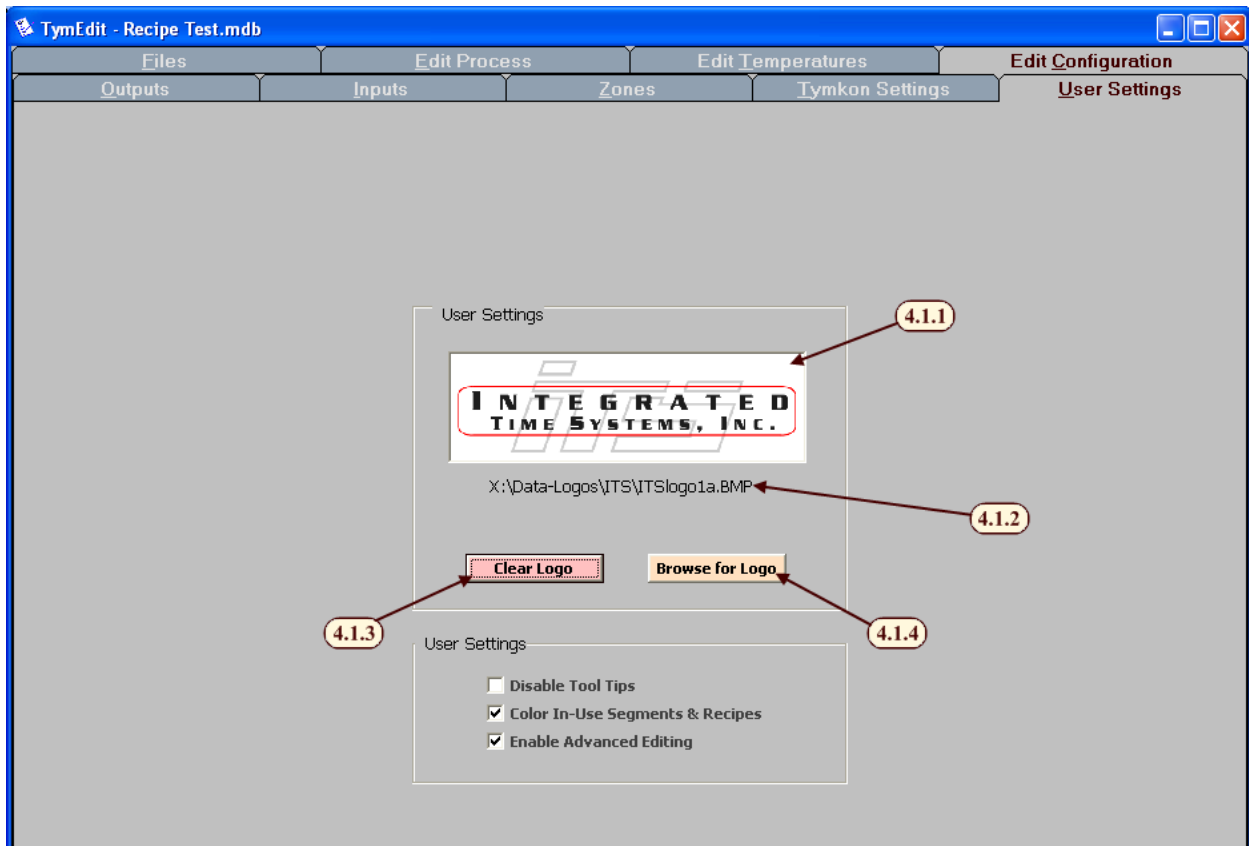 TymEdit - Recipe Test.mdb
Files Edit Process Edit Temperatures Edit Configuration
Outputs Inputs Zones Tymkon Settings User Settings
User Settings
4.1.1
its
INTEGRATED
TIME SYSTEMS, INC.
X:\Data-Logos\ITS\ITSlogo1a.BMP
4.1.2
Clear Logo Browse for Logo
4.1.3 4.1.4
User Settings
Disable Tool Tips
Color In-Use Segments & Recipes
Enable Advanced Editing